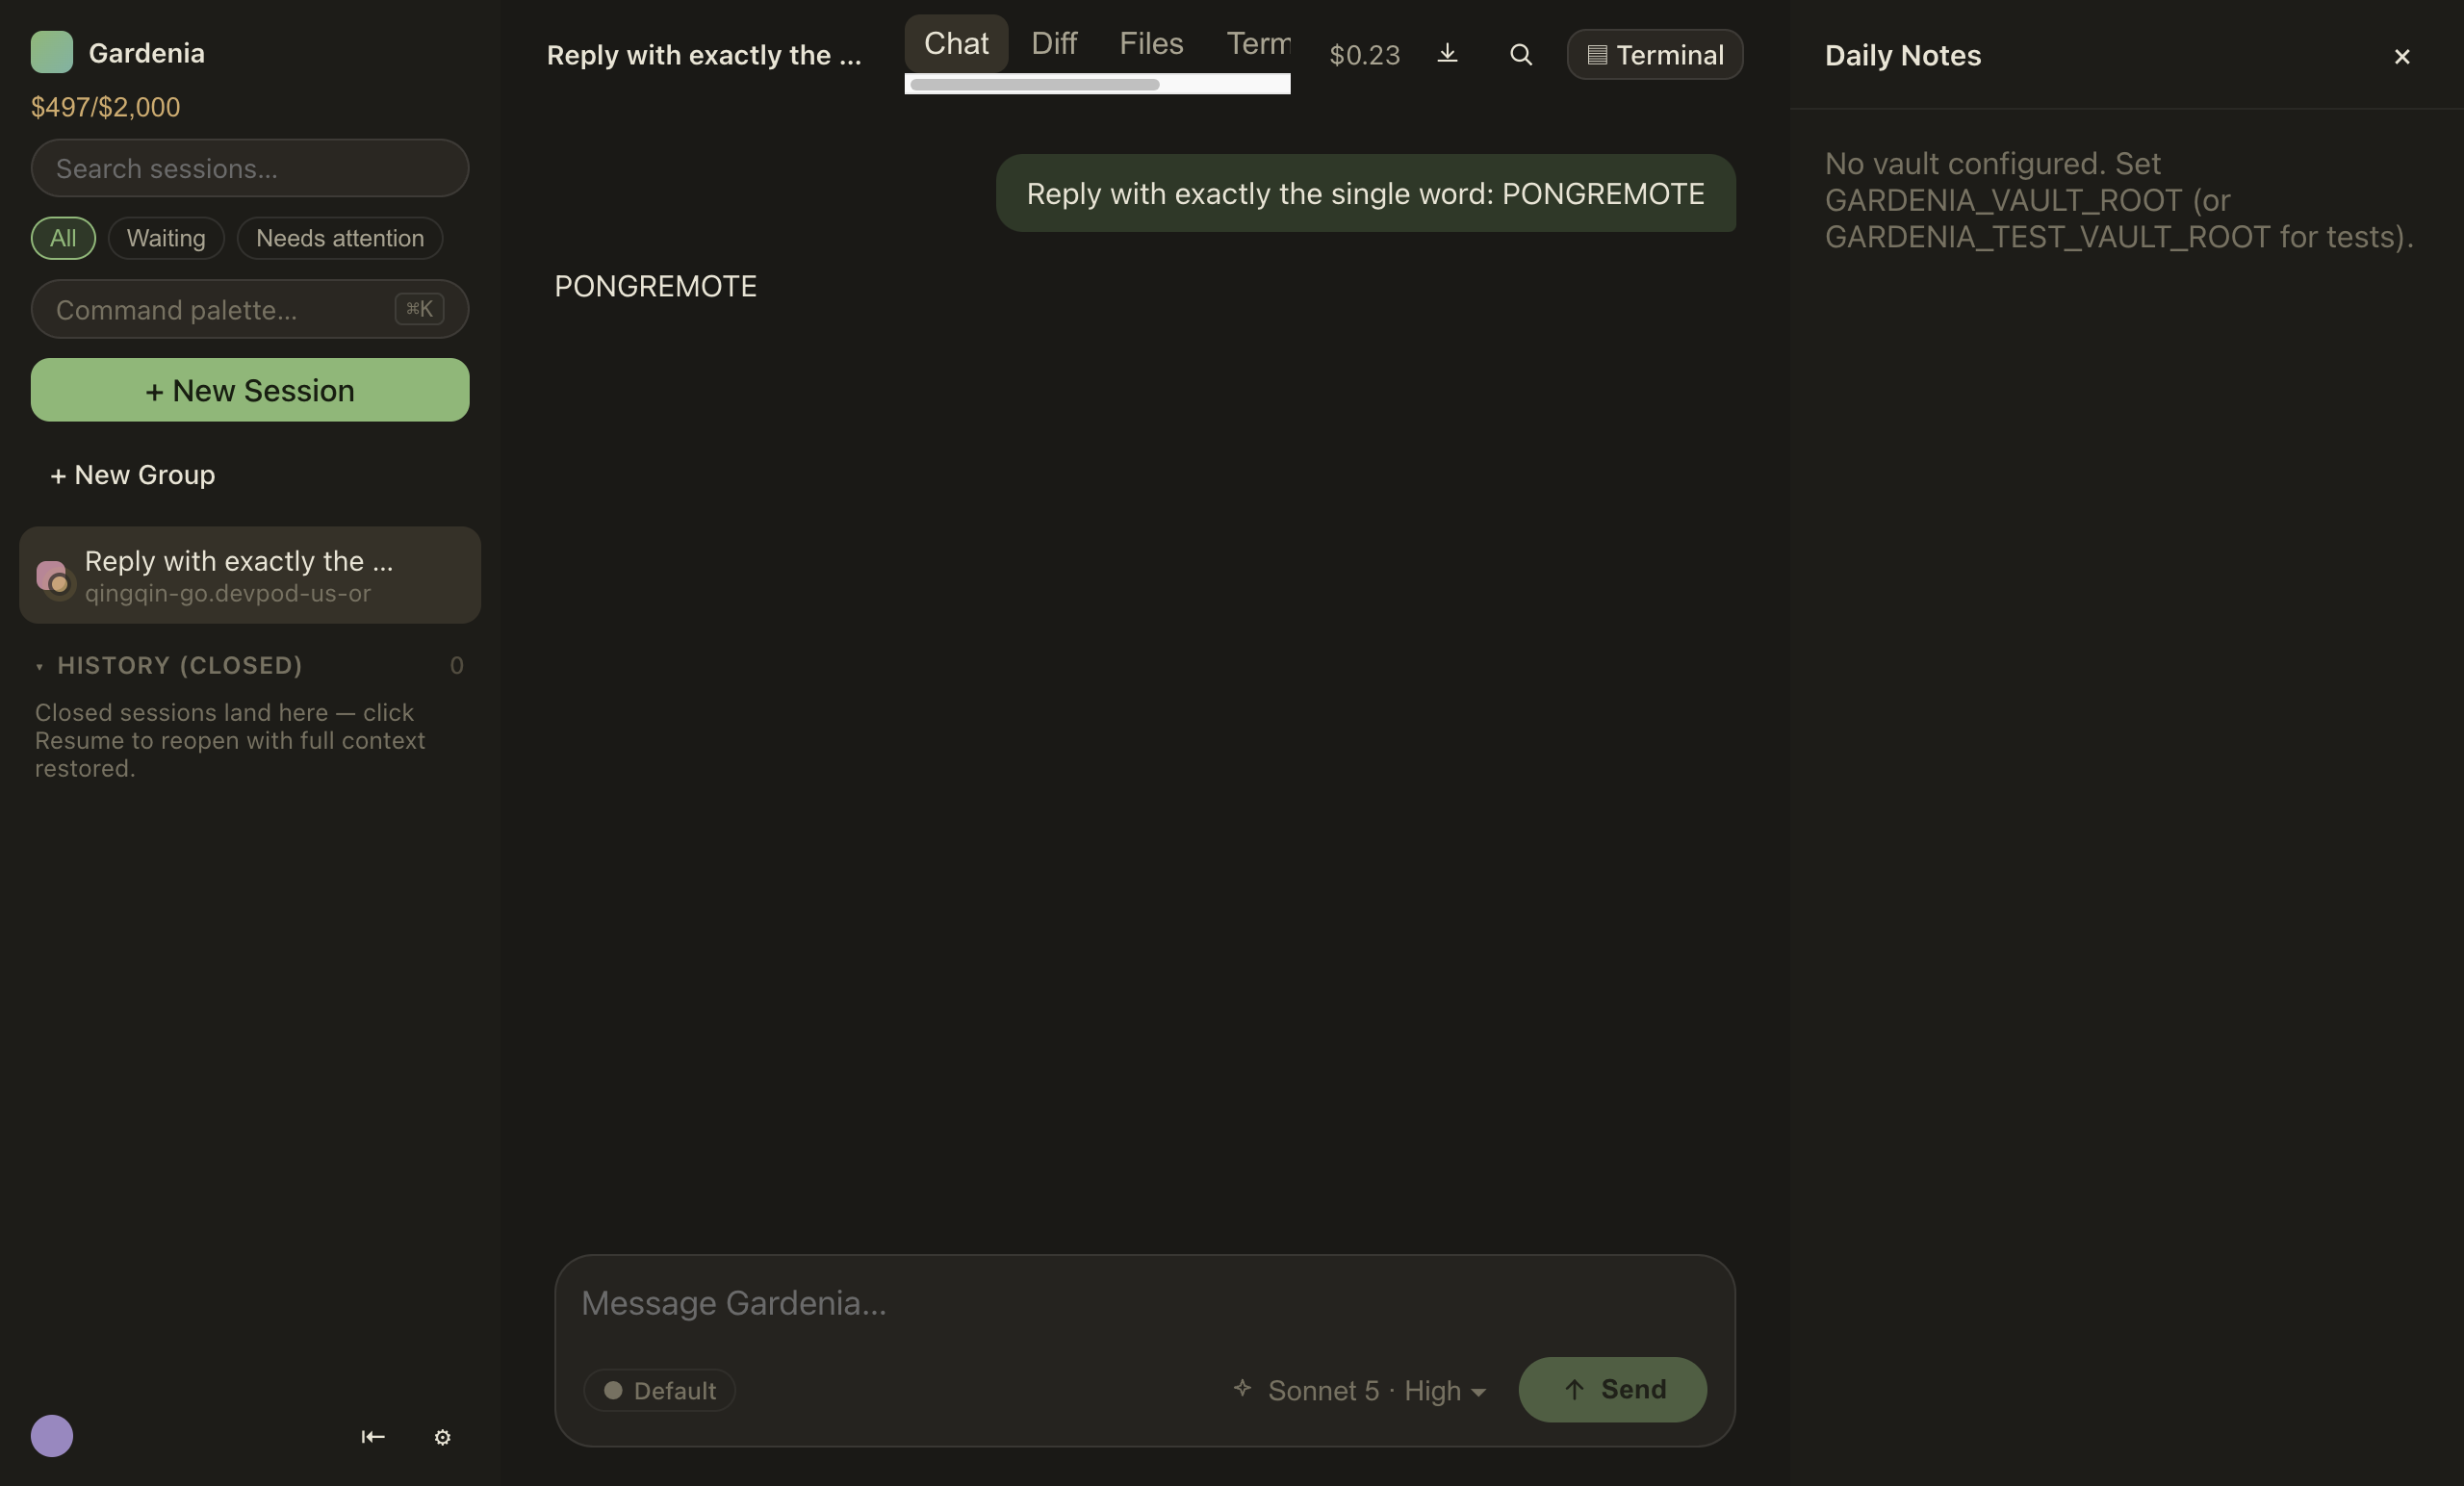 Gardenia
$497/$2,000
Search sessions...
All
Waiting
Needs attention
Command palette...
⌘K
+ New Session
+ New Group
Reply with exactly the ...
qingqin-go.devpod-us-or
HISTORY (CLOSED)
0
Closed sessions land here — click
Resume to reopen with full context
restored.
Reply with exactly the ...
Chat
Diff
Files
Term
$0.23
Terminal
Reply with exactly the single word: PONGREMOTE
PONGREMOTE
Message Gardenia...
Default
Sonnet 5 · High
Send
Daily Notes
No vault configured. Set
GARDENIA_VAULT_ROOT (or
GARDENIA_TEST_VAULT_ROOT for tests).